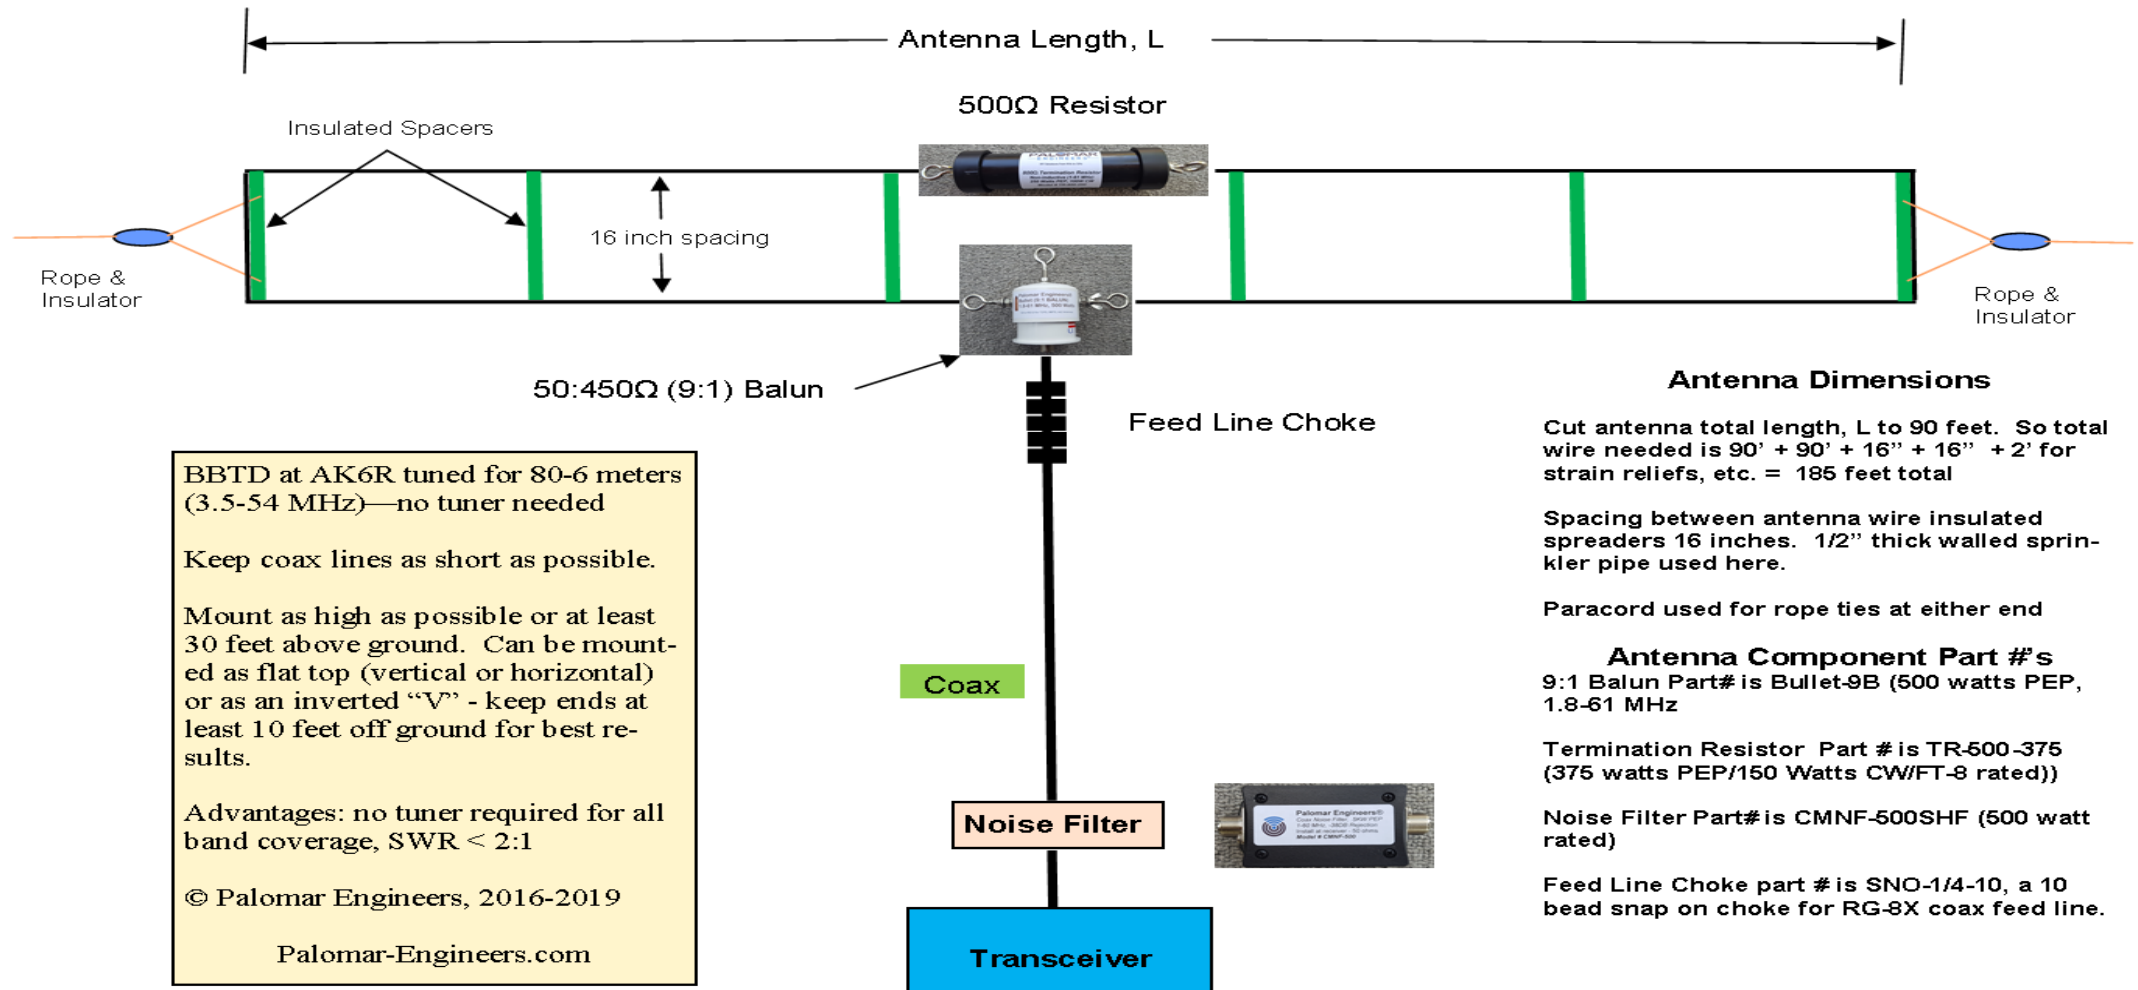 Antenna Length, L
500Ω Resistor
Insulated Spacers
PALOMAR
ENGINEERS
16 inch spacing
Rope &
Insulator
Rope &
Insulator
Palomar Engineers
50:450Ω (9:1) Balun
Feed Line Choke
BBTD at AK6R tuned for 80-6 meters
(3.5-54 MHz)—no tuner needed
Keep coax lines as short as possible.
Mount as high as possible or at least
30 feet above ground.  Can be mount-
ed as flat top (vertical or horizontal)
or as an inverted “V” - keep ends at
least 10 feet off ground for best re-
sults.
Advantages: no tuner required for all
band coverage, SWR < 2:1
© Palomar Engineers, 2016-2019
Palomar-Engineers.com
Coax
Noise Filter
Palomar Engineers®
Model # CMNF-500
Transceiver
Antenna Dimensions
Cut antenna total length, L to 90 feet.  So total
wire needed is 90’ + 90’ + 16” + 16”  + 2’ for
strain reliefs, etc. =  185 feet total
Spacing between antenna wire insulated
spreaders 16 inches.  1/2” thick walled sprin-
kler pipe used here.
Paracord used for rope ties at either end
Antenna Component Part #’s
9:1 Balun Part# is Bullet-9B (500 watts PEP,
1.8-61 MHz
Termination Resistor  Part # is TR-500-375
(375 watts PEP/150 Watts CW/FT-8 rated))
Noise Filter Part# is CMNF-500SHF (500 watt
rated)
Feed Line Choke part # is SNO-1/4-10, a 10
bead snap on choke for RG-8X coax feed line.